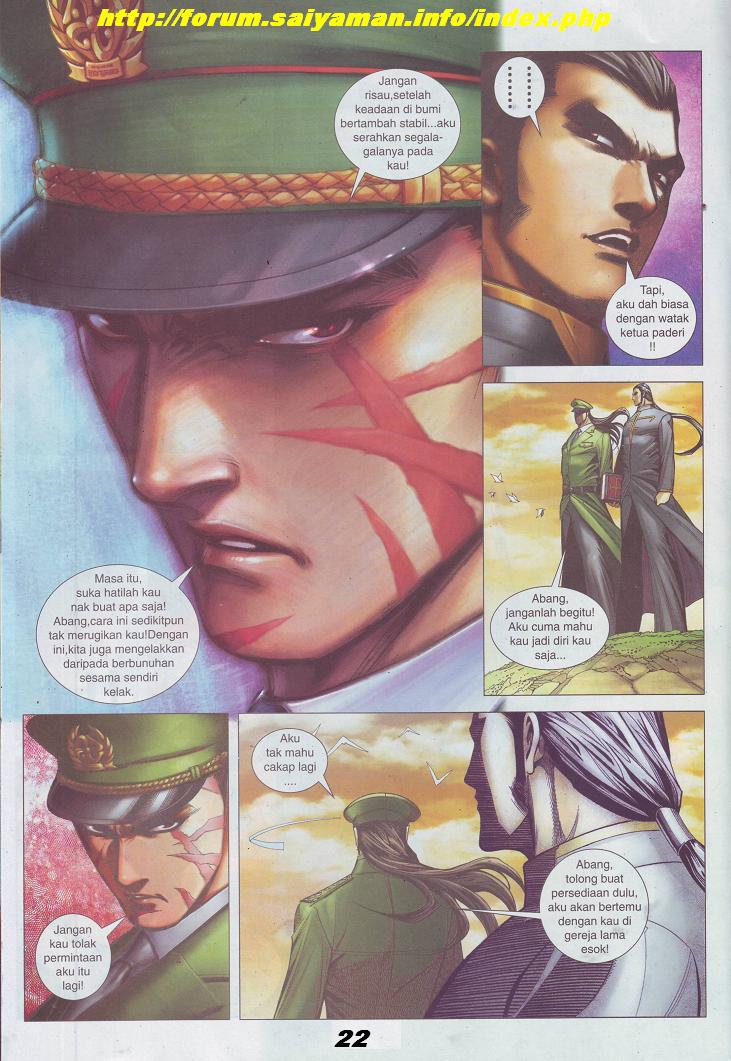 http://forum.saiyaman.info/index.php
Jangan
risau,setelah
keadaan di bumi
bertambah stabil...aku
serahkan segala-
galanya pada
kau!
Masa itu,
suka hatilah kau
nak buat apa saja!
Abang,cara ini sedikitpun
tak merugikan kau!Dengan
ini,kita juga mengelakkan
daripada berbunuhan
sesama sendiri
kelak.
Tapi,
aku dah biasa
dengan watak
ketua paderi
!!
Abang,
janganlah begitu!
Aku cuma mahu
kau jadi diri kau
saja...
Jangan
kau tolak
permintaan
aku itu
lagi!
Aku
tak mahu
cakap lagi
....
Abang,
tolong buat
persediaan dulu,
aku akan bertemu
dengan kau di
gereja lama
esok!
22